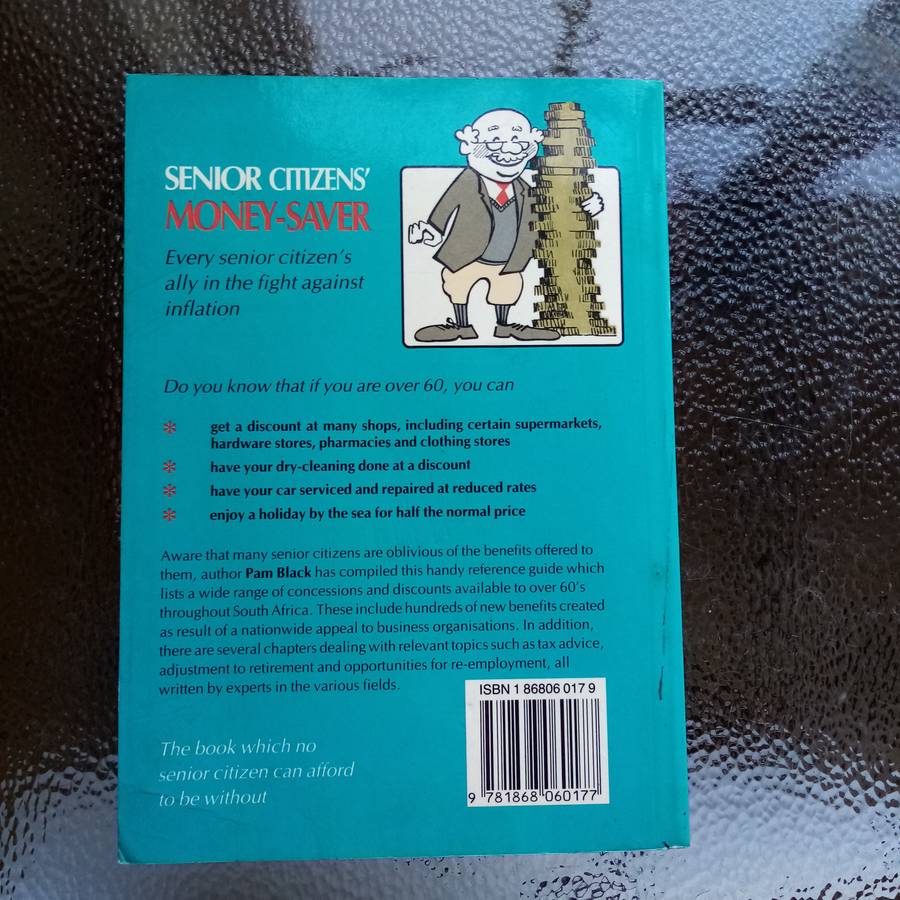 SENIOR CITIZENS'
MONEY-SAVER
Every senior citizen's
ally in the fight against
inflation
Do you know that if you are over 60, you can
* get a discount at many shops, including certain supermarkets,
hardware stores, pharmacies and clothing stores
* have your dry-cleaning done at a discount
* have your car serviced and repaired at reduced rates
* enjoy a holiday by the sea for half the normal price
Aware that many senior citizens are oblivious of the benefits offered to
them, author Pam Black has compiled this handy reference guide which
lists a wide range of concessions and discounts available to over 60's
throughout South Africa. These include hundreds of new benefits created
as result of a nationwide appeal to business organisations. In addition,
there are several chapters dealing with relevant topics such as tax advice,
adjustment to retirement and opportunities for re-employment, all
written by experts in the various fields.
ISBN 1 86806 017 9
9 781868 060177
The book which no
senior citizen can afford
to be without